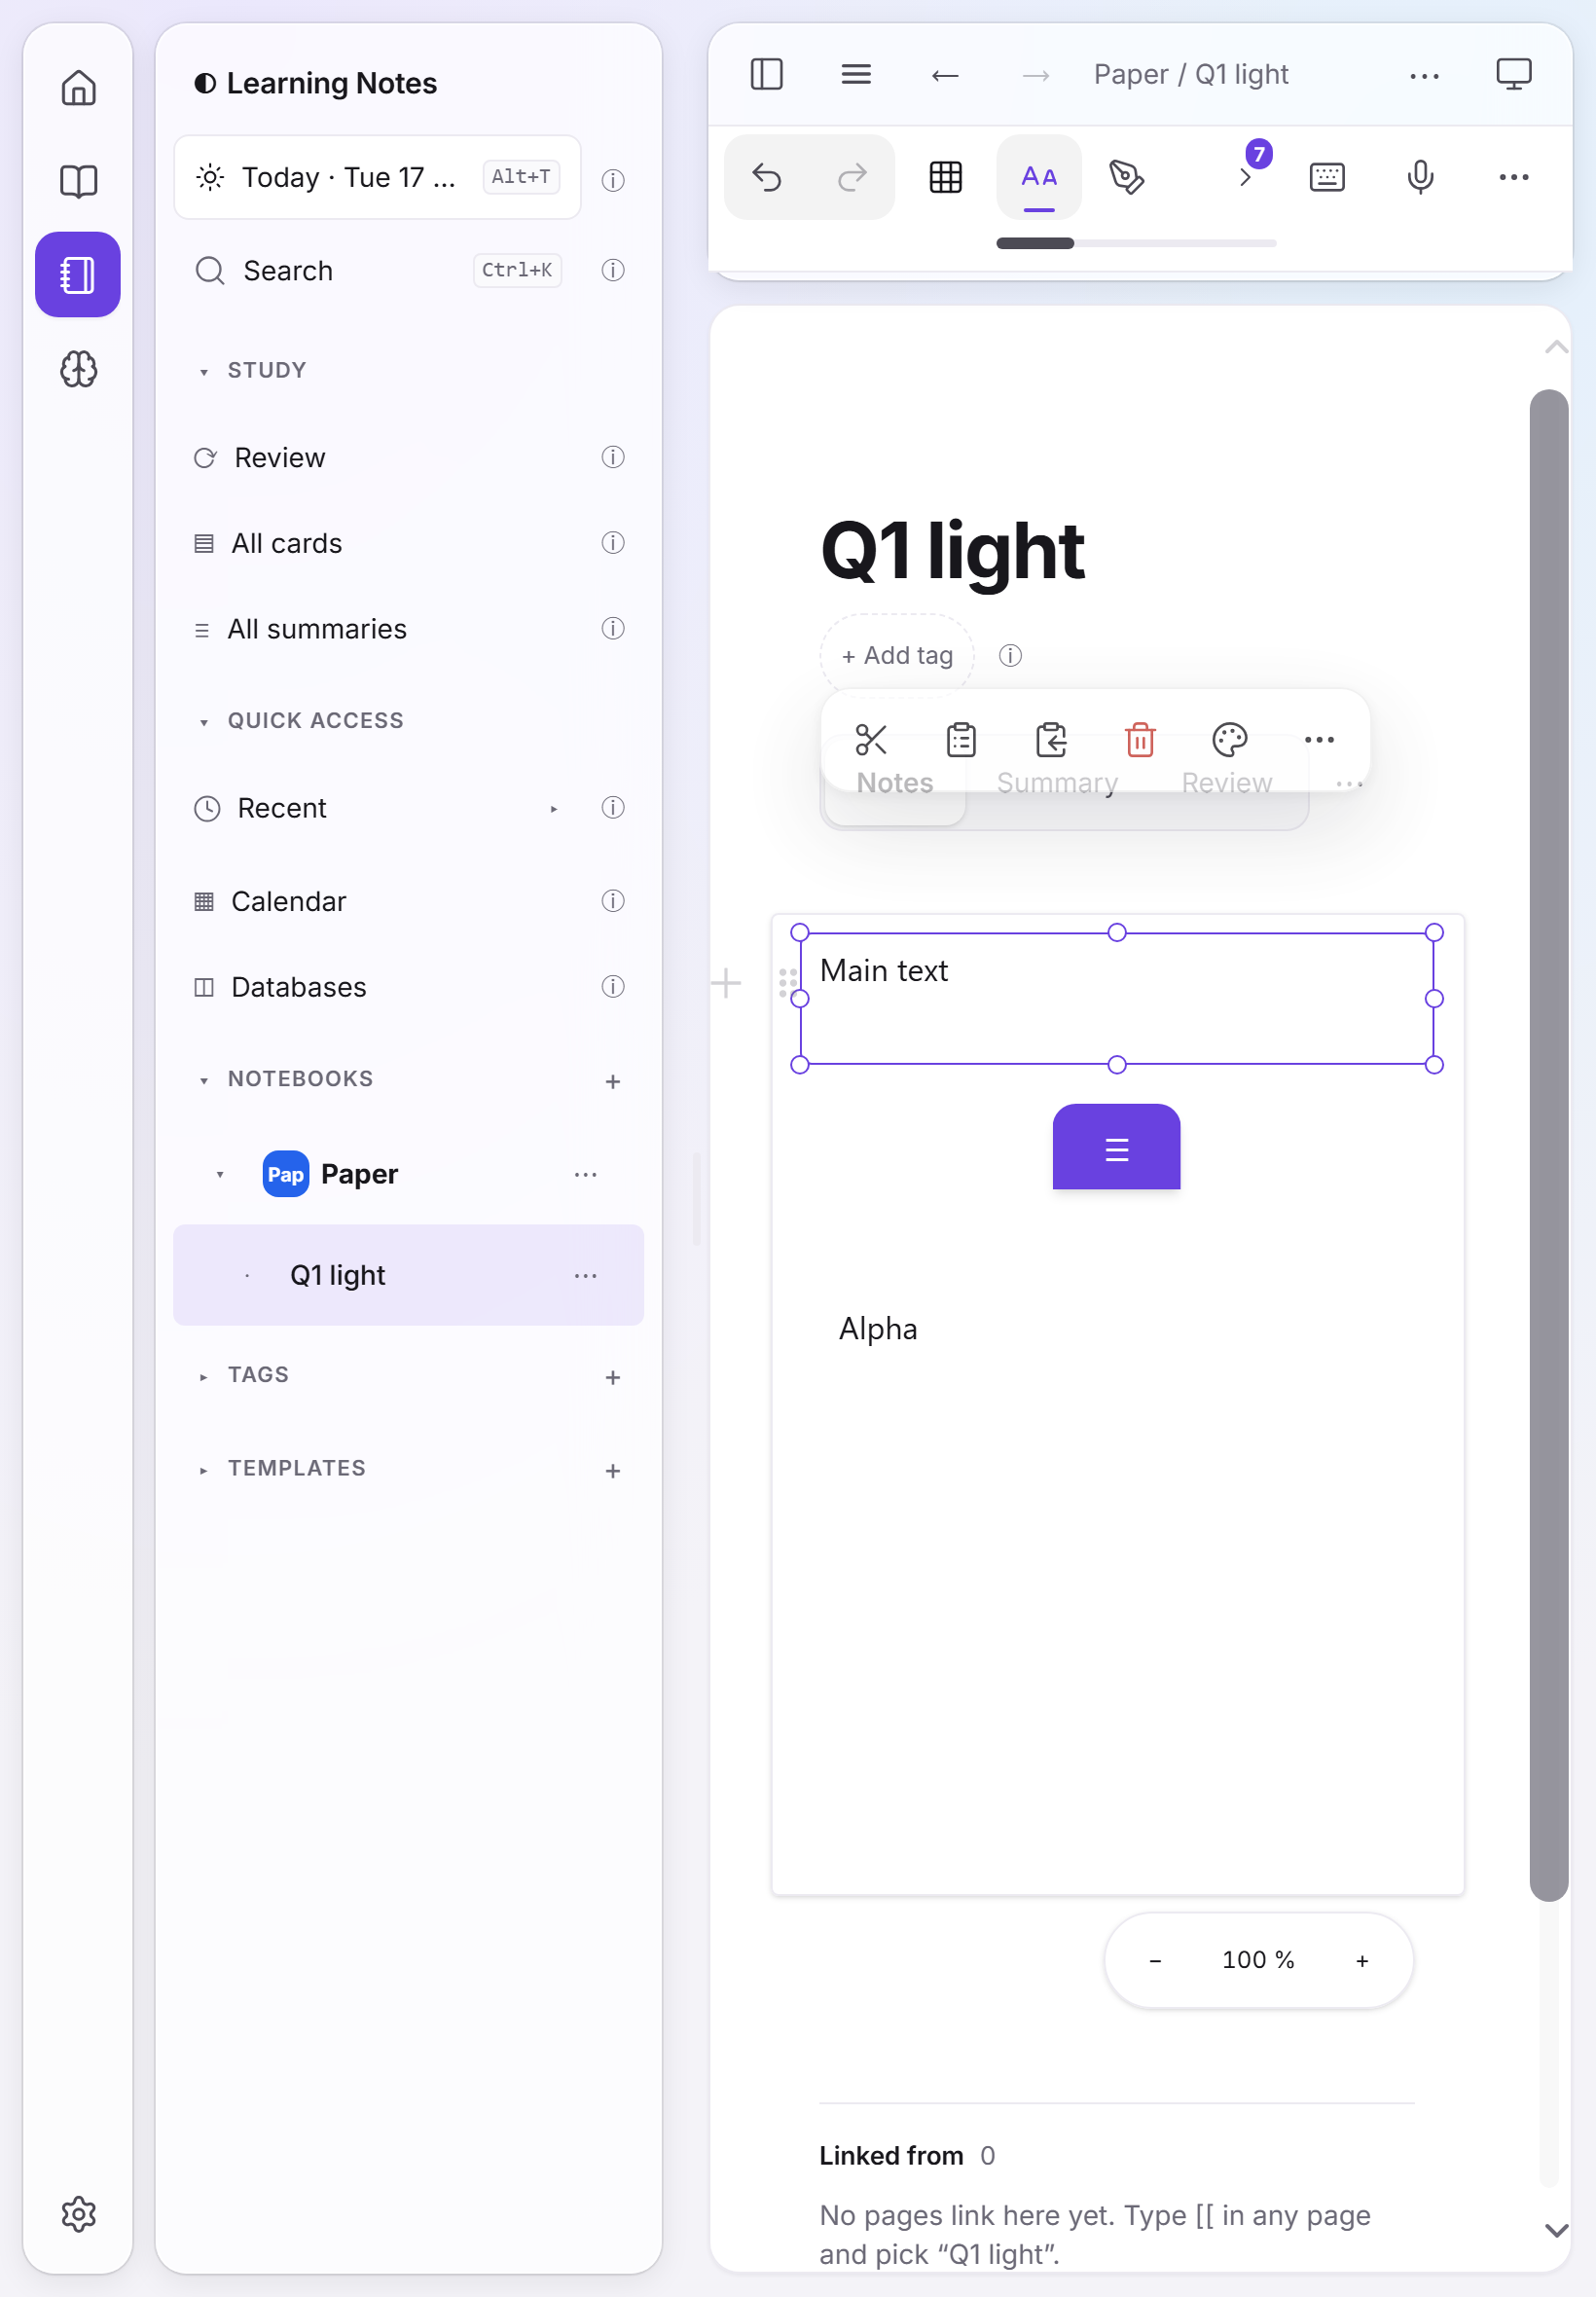 Learning Notes
Today · Tue 17 ... Alt+T
Search Ctrl+K
STUDY
Review
All cards
All summaries
QUICK ACCESS
Recent
Calendar
Databases
NOTEBOOKS +
Pap Paper ...
Q1 light ...
TAGS +
TEMPLATES +
Paper / Q1 light ...
AA 7
Q1 light
+ Add tag
Notes Summary Review ...
Main text
Alpha
− 100 % +
Linked from 0
No pages link here yet. Type [[ in any page
and pick “Q1 light”.